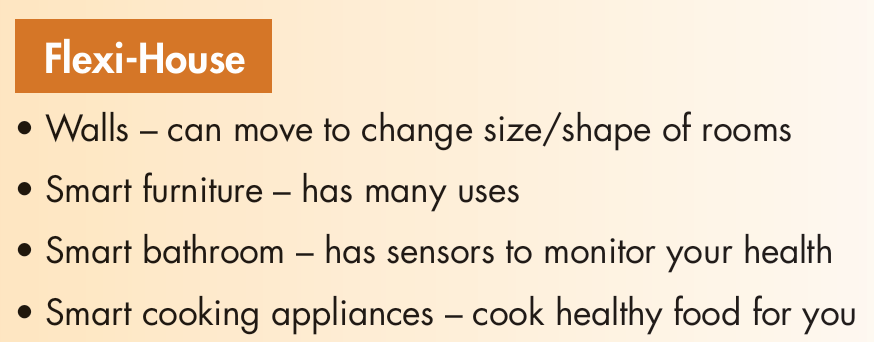 Flexi-House
• Walls – can move to change size/shape of rooms
• Smart furniture – has many uses
• Smart bathroom – has sensors to monitor your health
• Smart cooking appliances – cook healthy food for you